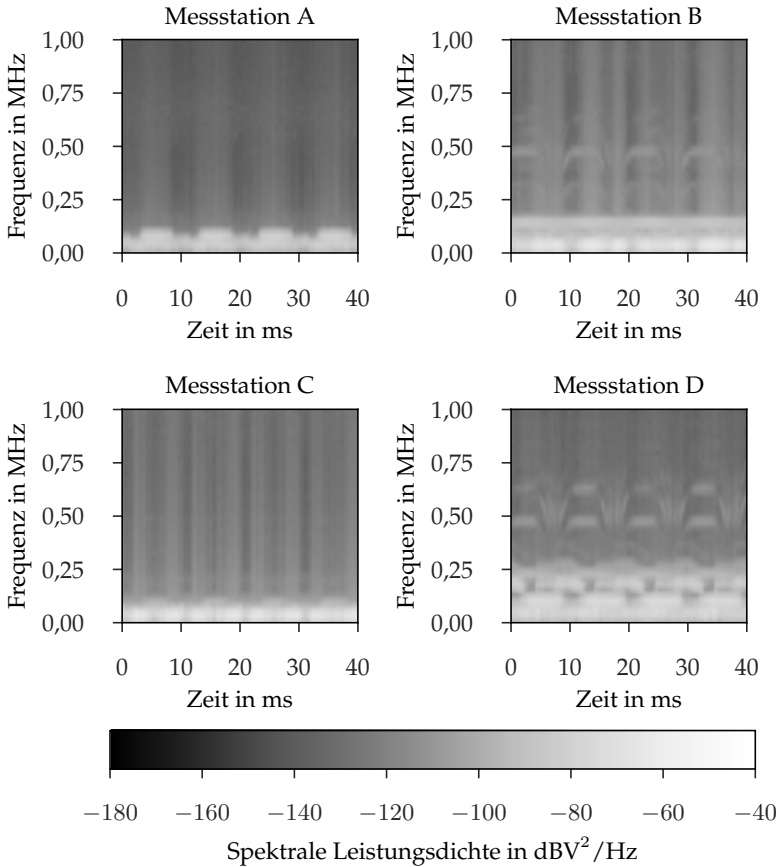 Messstation A
Messstation B
Frequenz in MHz
1,00
0,75
0,50
0,25
0,00
0 10 20 30 40
Zeit in ms
Frequenz in MHz
1,00
0,75
0,50
0,25
0,00
0 10 20 30 40
Zeit in ms
Messstation C
Messstation D
Frequenz in MHz
1,00
0,75
0,50
0,25
0,00
0 10 20 30 40
Zeit in ms
Frequenz in MHz
1,00
0,75
0,50
0,25
0,00
0 10 20 30 40
Zeit in ms
−180 −160 −140 −120 −100 −80 −60 −40
Spektrale Leistungsdichte in dBV²/Hz